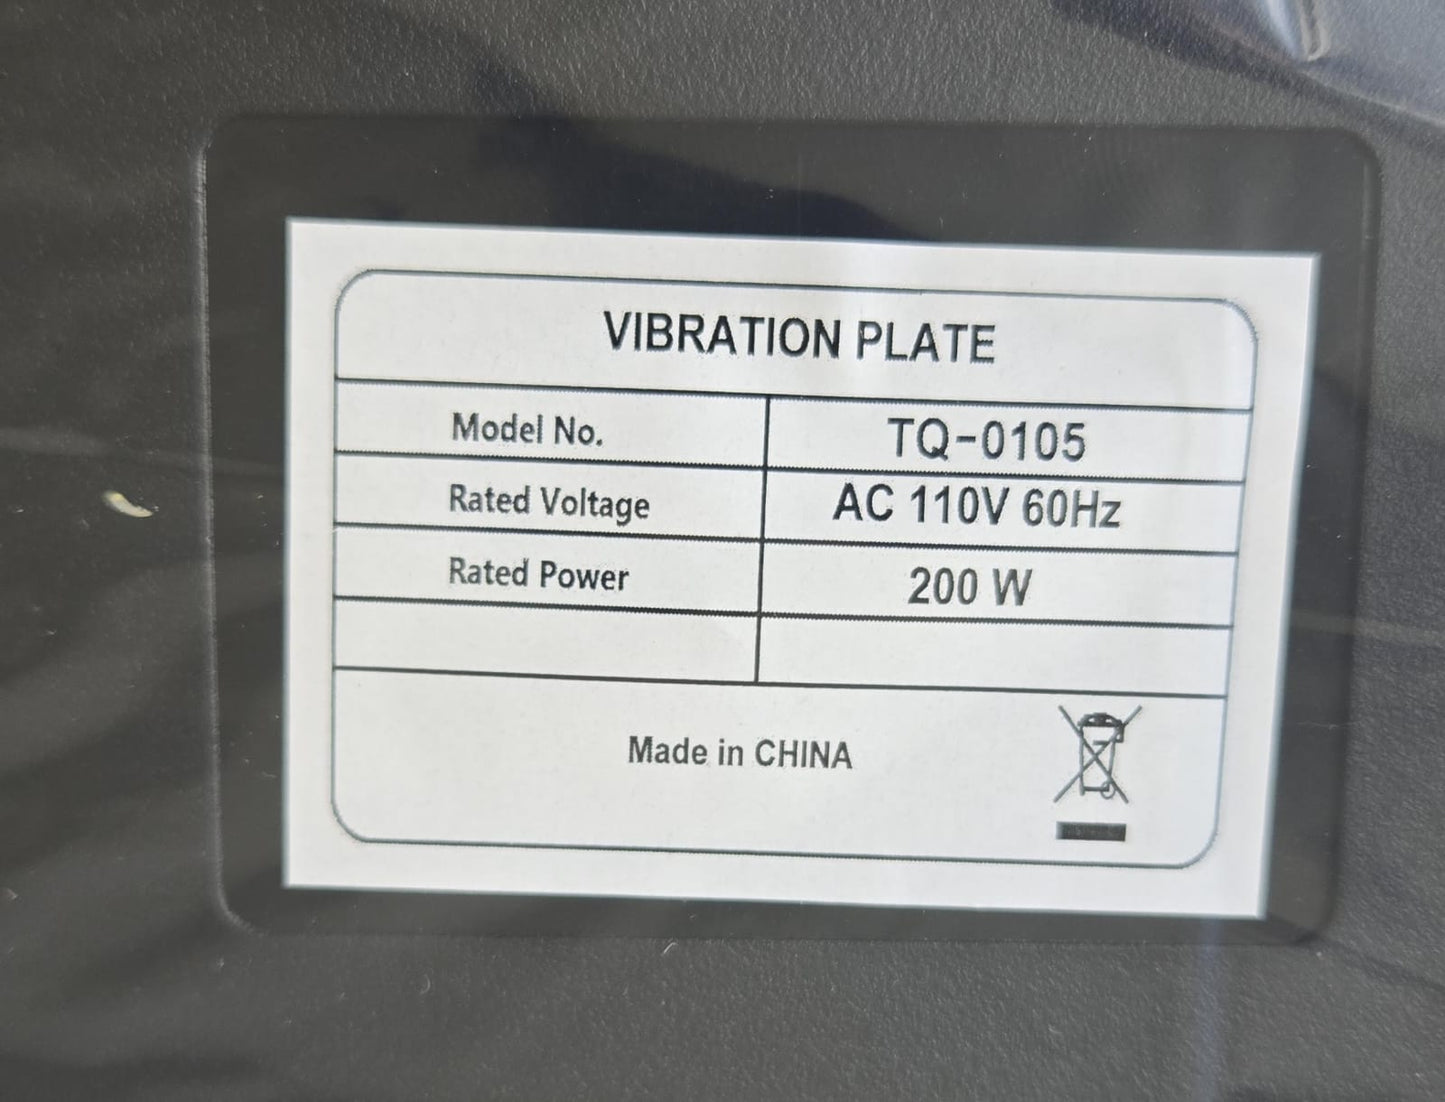 VIBRATION PLATE
Model No. TQ-0105
Rated Voltage AC 110V 60Hz
Rated Power 200 W
Made in CHINA